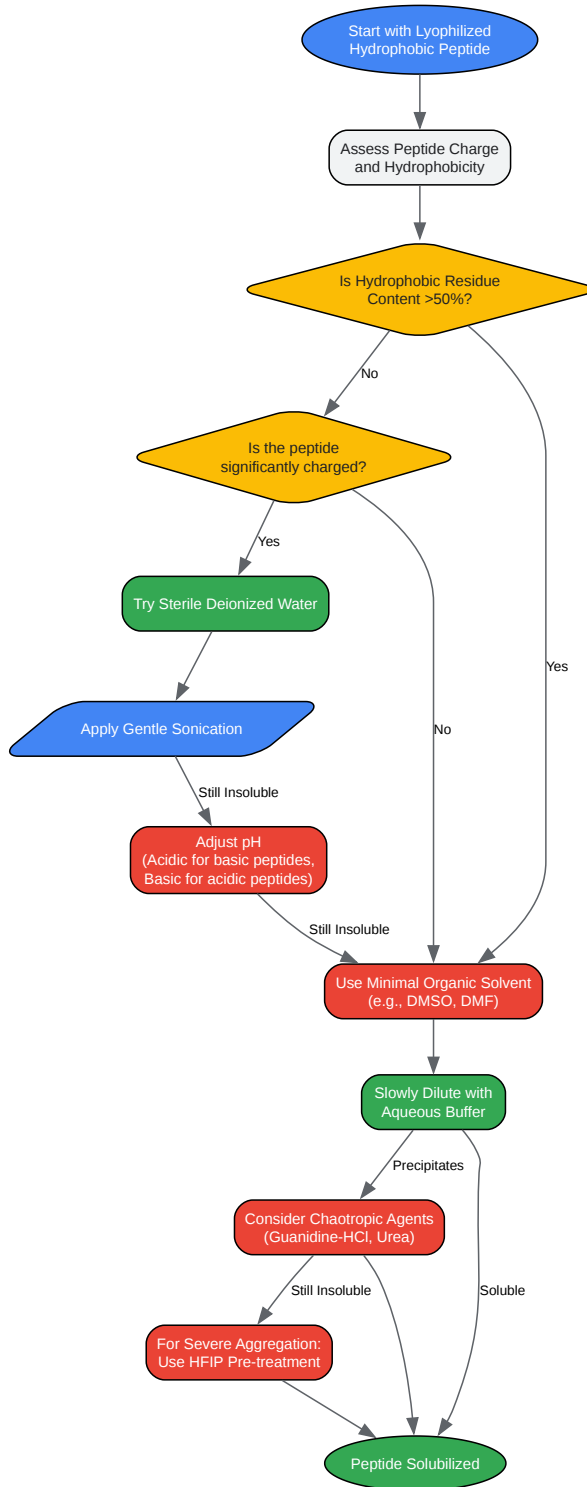 Start with Lyophilized
Hydrophobic Peptide
Assess Peptide Charge
and Hydrophobicity
Is Hydrophobic Residue
Content >50%?
No
Is the peptide
significantly charged?
Yes
Try Sterile Deionized Water
Yes
Apply Gentle Sonication
No
Still Insoluble
Adjust pH
(Acidic for basic peptides,
Basic for acidic peptides)
Still Insoluble
Use Minimal Organic Solvent
(e.g., DMSO, DMF)
Slowly Dilute with
Aqueous Buffer
Precipitates
Consider Chaotropic Agents
(Guanidine-HCl, Urea)
Still Insoluble
Soluble
For Severe Aggregation:
Use HFIP Pre-treatment
Peptide Solubilized